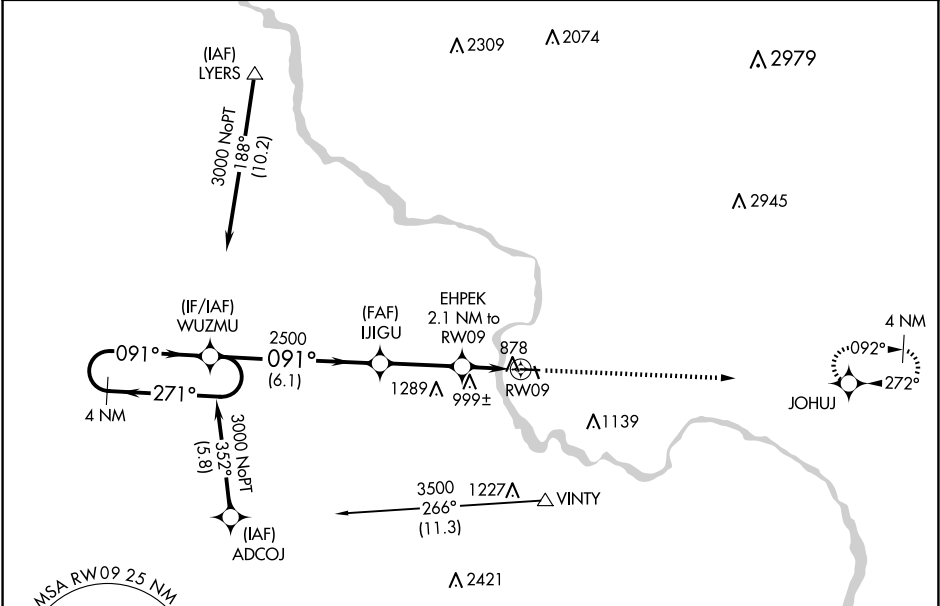 2309
2074
2979
(IAF)
LYERS
3000 NoPT
188°
(10.2)
2945
(IF/IAF)
WUZMU
091°
271°
4 NM
2500
091°
(6.1)
(FAF)
IJIGU
EHPEK
2.1 NM to
RW09
878
RW09
1289
999±
1139
4 NM
092°
272°
JOHUJ
3000 NoPT
352°
(5.8)
(IAF)
ADCOJ
3500
266°
(11.3)
1227
VINTY
2421
MSA RW09 25 NM